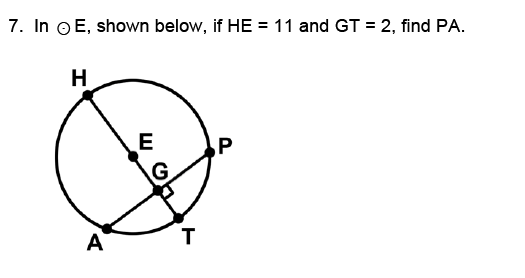 7. In ⊙E, shown below, if HE = 11 and GT = 2, find PA.
H
E
P
G
A
T